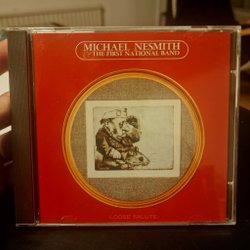 MICHAEL NESMITH
& THE FIRST NATIONAL BAND
LOOSE SALUTE